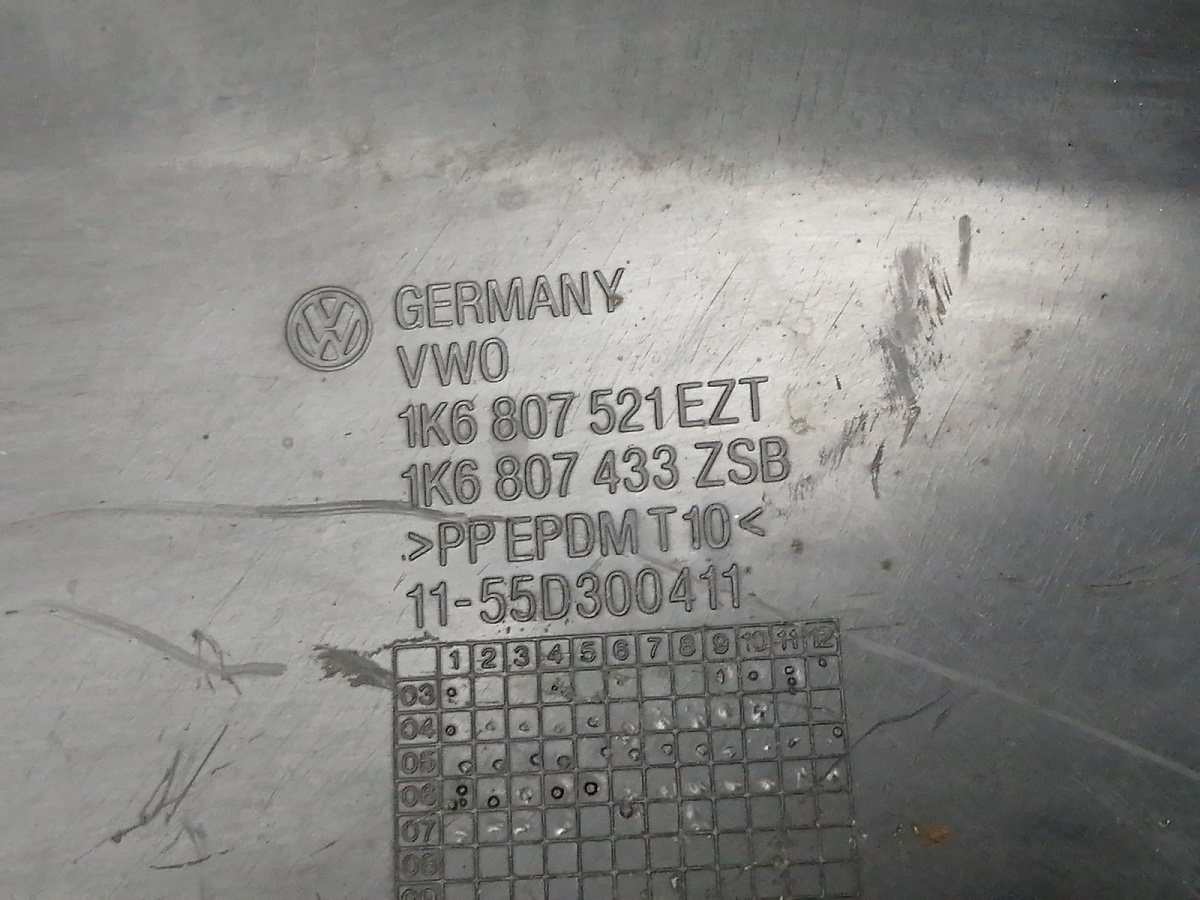 GERMANY
VWO
1K6 807 521 EZT
1K6 807 433 ZSB
>PP EPDM T10<
11-55D300411
1 2 3 4 5 6 7 8 9 10 11 12
03
04
05
06
07
08
09